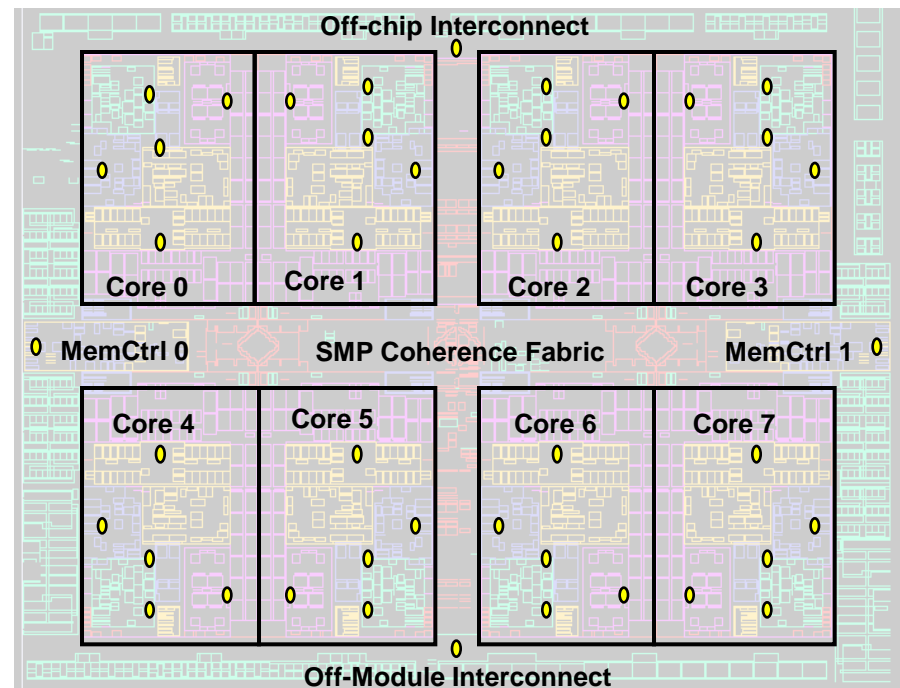 Off-chip Interconnect
Core 0
Core 1
Core 2
Core 3
MemCtrl 0
SMP Coherence Fabric
MemCtrl 1
Core 4
Core 5
Core 6
Core 7
Off-Module Interconnect